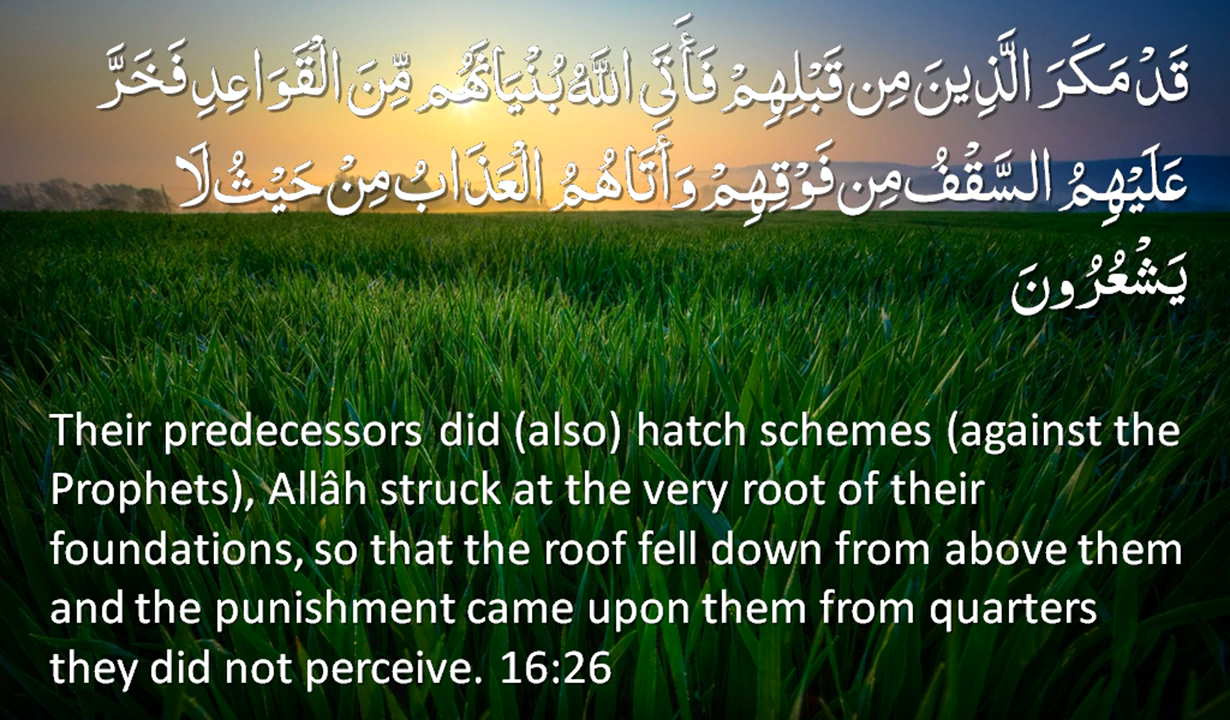 قَدْ مَكَرَ الَّذِينَ مِن قَبْلِهِمْ فَأَتَى اللَّهُ بُنْيَانَهُم مِّنَ الْقَوَاعِدِ فَخَرَّ
عَلَيْهِمُ السَّقْفُ مِن فَوْقِهِمْ وَأَتَاهُمُ الْعَذَابُ مِنْ حَيْثُ لَا
يَشْعُرُونَ
Their predecessors did (also) hatch schemes (against the
Prophets), Allâh struck at the very root of their
foundations, so that the roof fell down from above them
and the punishment came upon them from quarters
they did not perceive. 16:26